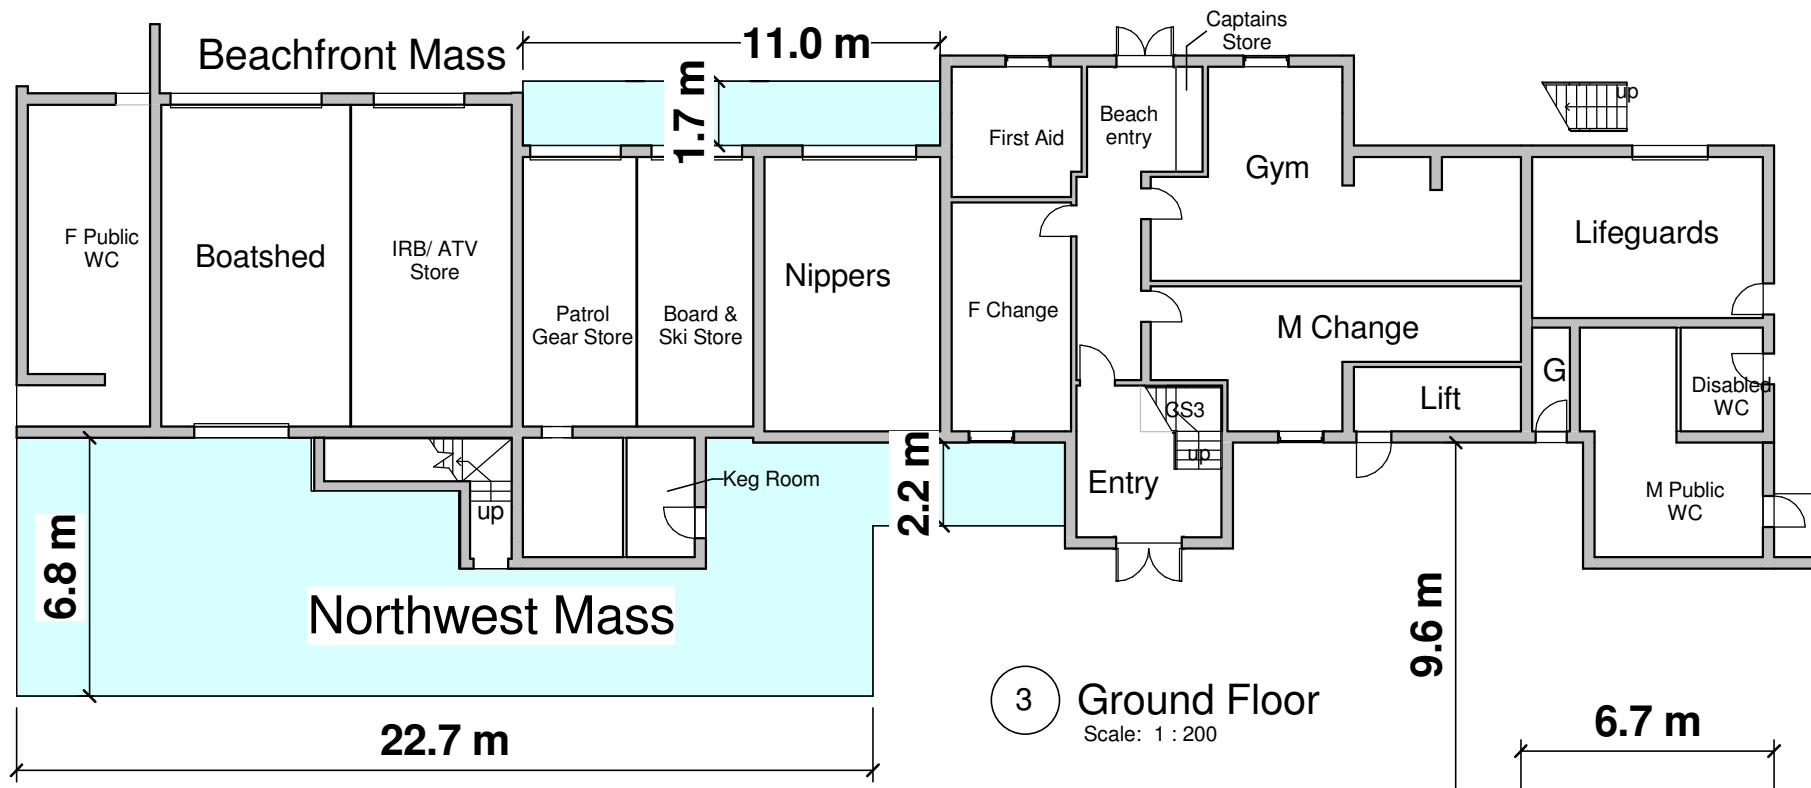 Captains
Store
Beachfront Mass
11.0 m
1.7 m
up
First Aid
Beach
entry
Gym
F Public
WC
Boatshed
IRB/ ATV
Store
Nippers
Lifeguards
Patrol
Gear Store
Board &
Ski Store
F Change
M Change
G
Lift
Disabled
WC
GS3
up
Keg Room
2.2 m
Entry
M Public
WC
up
6.8 m
Northwest Mass
9.6 m
3
Ground Floor
Scale: 1 : 200
22.7 m
6.7 m